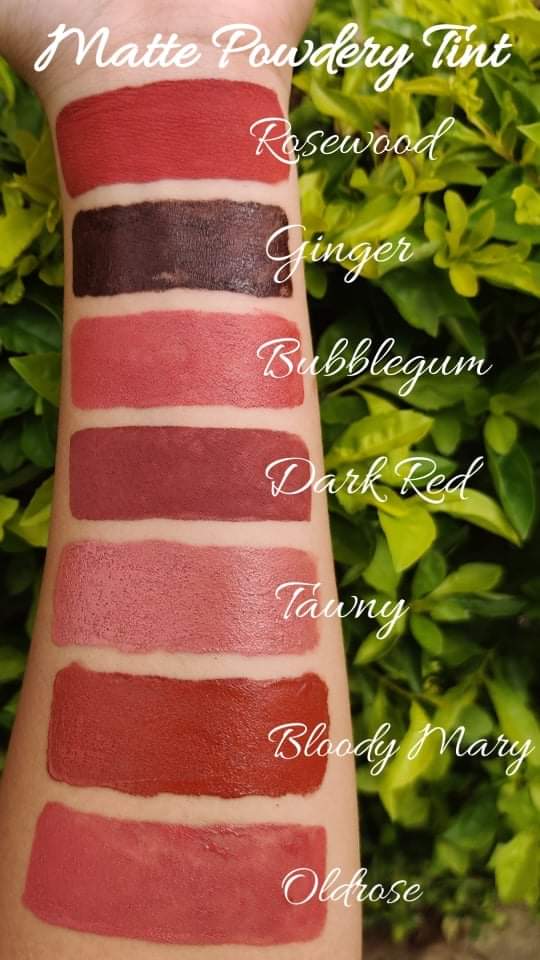 Matte Powdery Tint
Rosewood
Ginger
Bubblegum
Dark Red
Tawny
Bloody Mary
Oldrose